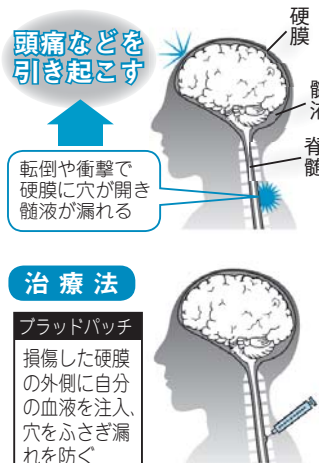 頭痛などを
引き起こす
硬膜
髄液
脊髄
転倒や衝撃で
硬膜に穴が開き
髄液が漏れる
治療法
ブラッドパッチ
損傷した硬膜
の外側に自分
の血液を注入、
穴をふさぎ漏
れを防ぐ